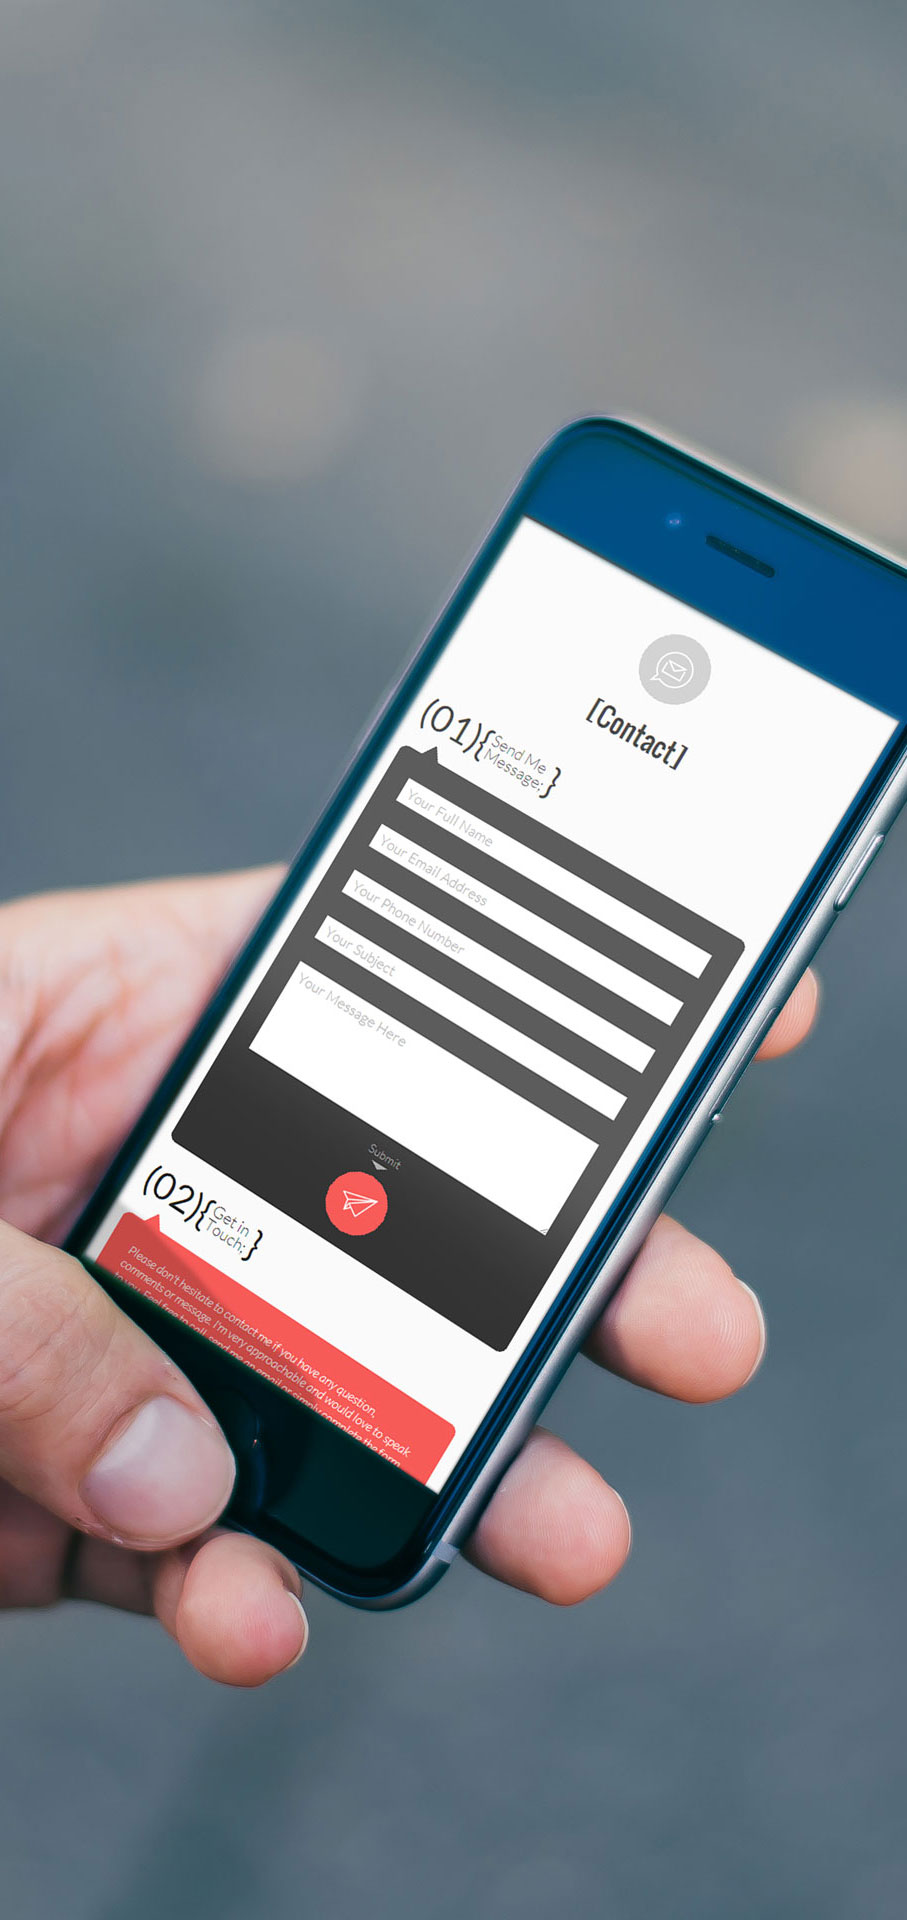 [Contact]
(01){Send Me
Message;}
Your Full Name
Your Email Address
Your Phone Number
Your Subject
Your Message Here
Submit
(02){Get in
Touch;}
Please don't hesitate to contact me if you have any question,
comments or message. I'm very approachable and would love to speak
to you. Feel free to call, send me an email or simply complete the form